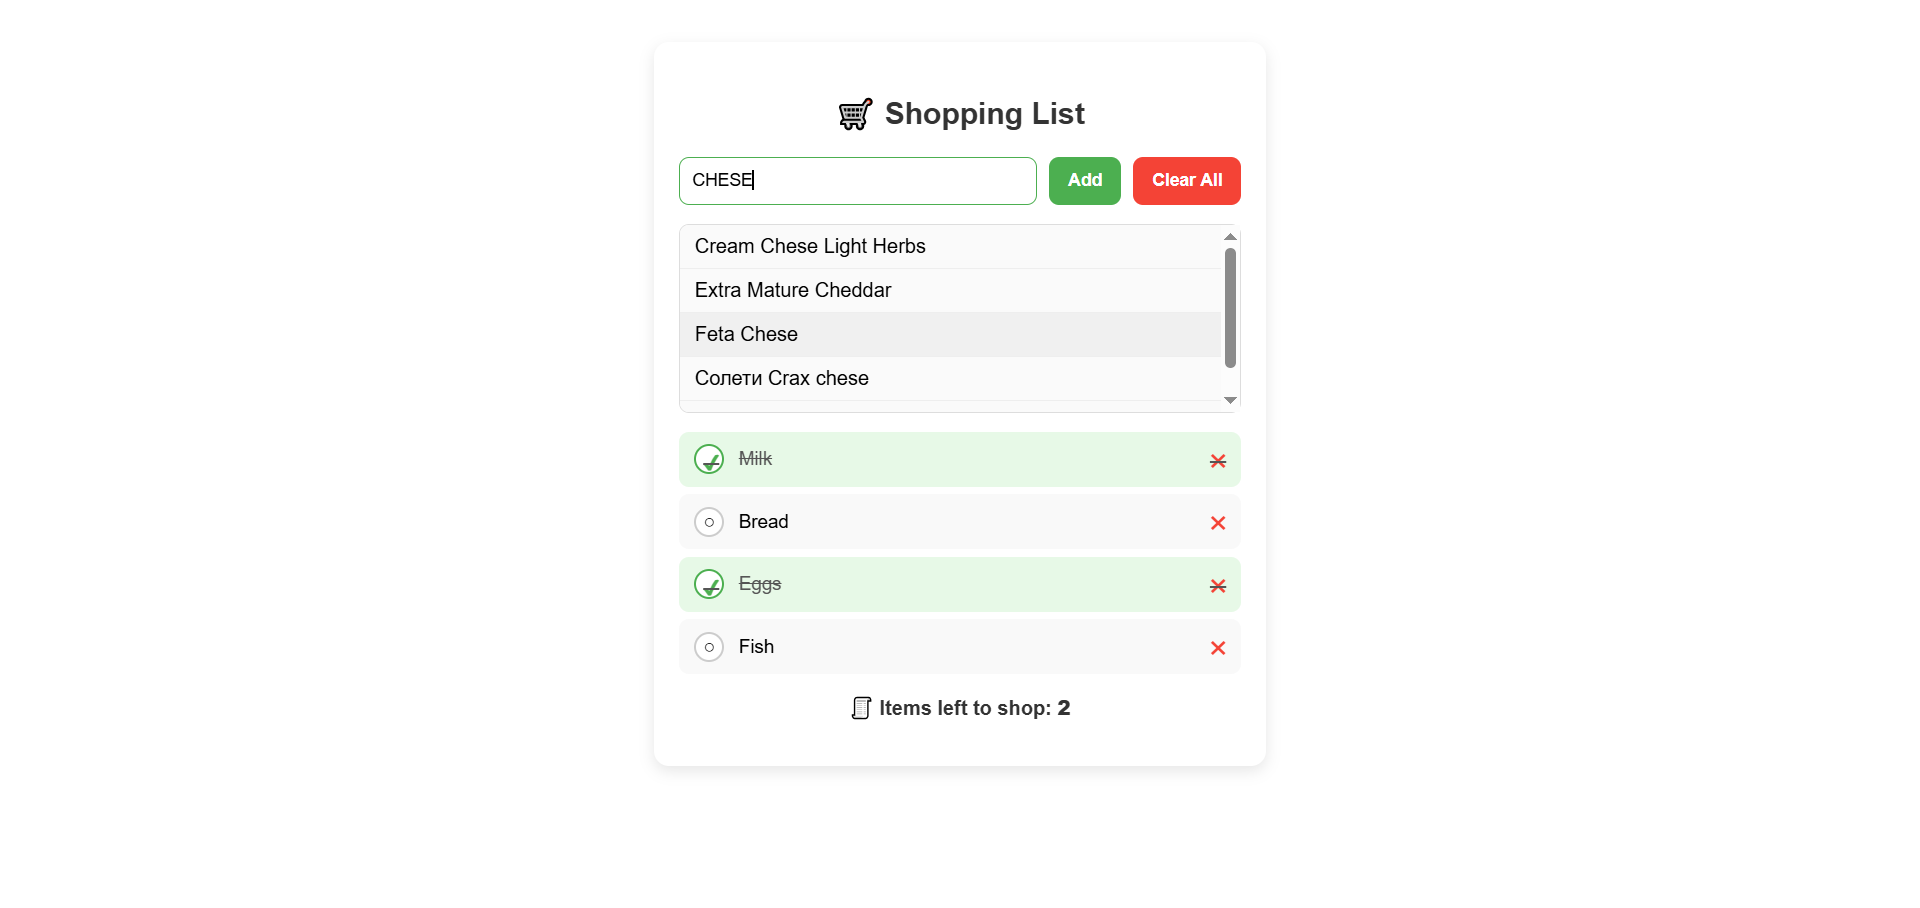 Shopping List
CHESE
Add
Clear All
Cream Chese Light Herbs
Extra Mature Cheddar
Feta Chese
Солети Crax chese
Milk
Bread
Eggs
Fish
Items left to shop: 2